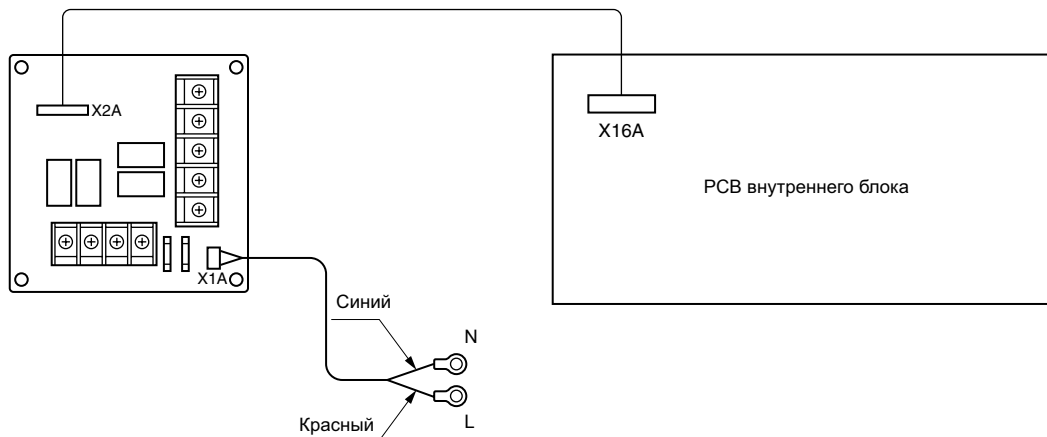 X2A
X16A
PCB внутреннего блока
X1A
Синий
N
Красный
L